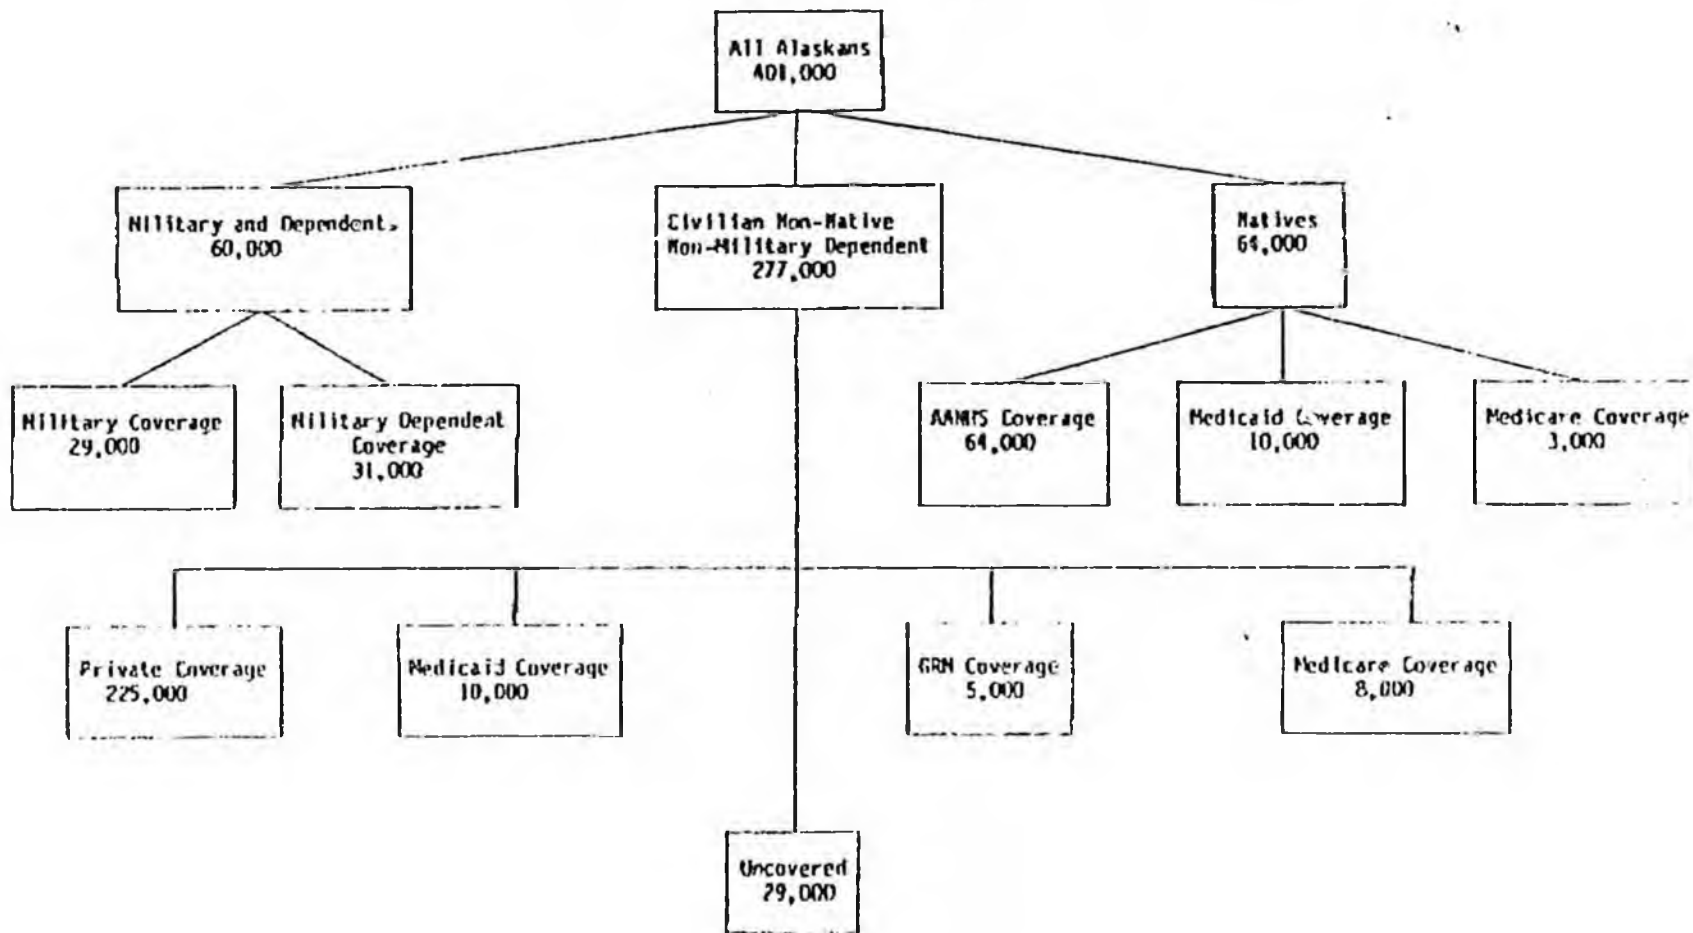 All Alaskans
401,000
Military and Dependents
60,000
Civilian Non-Native
Non-Military Dependent
277,000
Natives
64,000
Military Coverage
29,000
Military Dependent
Coverage
31,000
AANHS Coverage
64,000
Medicaid Coverage
10,000
Medicare Coverage
3,000
Private Coverage
225,000
Medicaid Coverage
10,000
GRM Coverage
5,000
Medicare Coverage
8,000
Uncovered
29,000